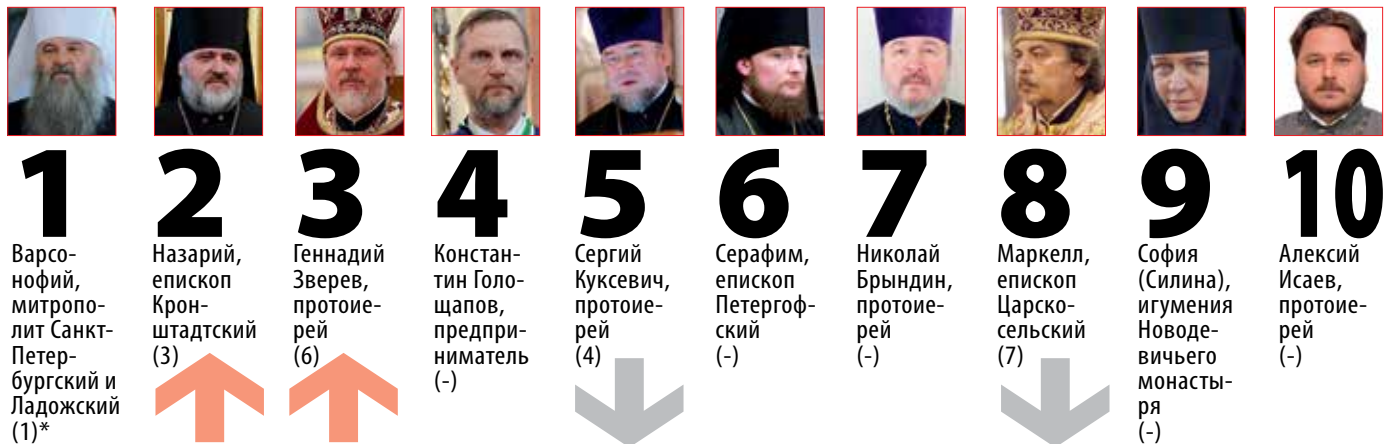 1
Варсо-
нофий,
митропо-
лит Санкт-
Петер-
бургский и
Ладожский
(1)*
2
Назарий,
епископ
Крон-
штадтский
(3)
3
Геннадий
Зверев,
протоие-
рей
(6)
4
Констан-
тин Голо-
щапов,
предпри-
ниматель
(-)
5
Сергий
Куксевич,
протоие-
рей
(4)
6
Серафим,
епископ
Петергоф-
ский
(-)
7
Николай
Брындин,
протоие-
рей
(-)
8
Маркелл,
епископ
Царско-
сельский
(7)
9
София
(Силина),
игумения
Новоде-
вичьего
монасты-
ря
(-)
10
Алексий
Исаев,
протоие-
рей
(-)